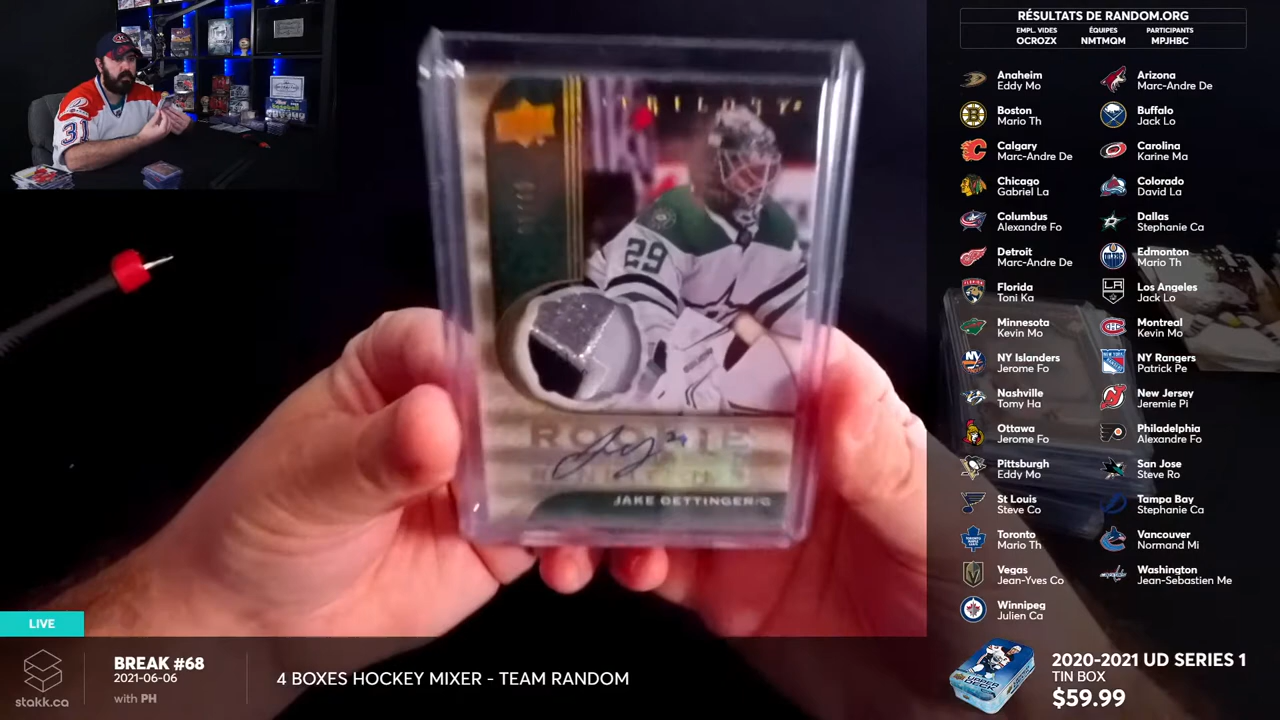 TRILOGY
29
ROOKIE
JAKE OETTINGER/G
31
RÉSULTATS DE RANDOM.ORG
EMPL. VIDES
OCROZX
ÉQUIPES
NMTMQM
PARTICIPANTS
MPJHBC
Anaheim
Eddy Mo
Arizona
Marc-Andre De
Boston
Mario Th
Buffalo
Jack Lo
Calgary
Marc-Andre De
Carolina
Karine Ma
Chicago
Gabriel La
Colorado
David La
Columbus
Alexandre Fo
Dallas
Stephanie Ca
Detroit
Marc-Andre De
Edmonton
Mario Th
Florida
Toni Ka
Los Angeles
Jack Lo
Minnesota
Kevin Mo
Montreal
Kevin Mo
NY Islanders
Jerome Fo
NY Rangers
Patrick Pe
Nashville
Tomy Ha
New Jersey
Jeremie Pi
Ottawa
Jerome Fo
Philadelphia
Alexandre Fo
Pittsburgh
Eddy Mo
San Jose
Steve Ro
St Louis
Steve Co
Tampa Bay
Stephanie Ca
Toronto
Mario Th
Vancouver
Normand Mi
Vegas
Jean-Yves Co
Washington
Jean-Sebastien Me
Winnipeg
Julien Ca
LIVE
stakk.ca
BREAK #68
2021-06-06
with PH
4 BOXES HOCKEY MIXER - TEAM RANDOM
2020-2021 UD SERIES 1
TIN BOX
$59.99